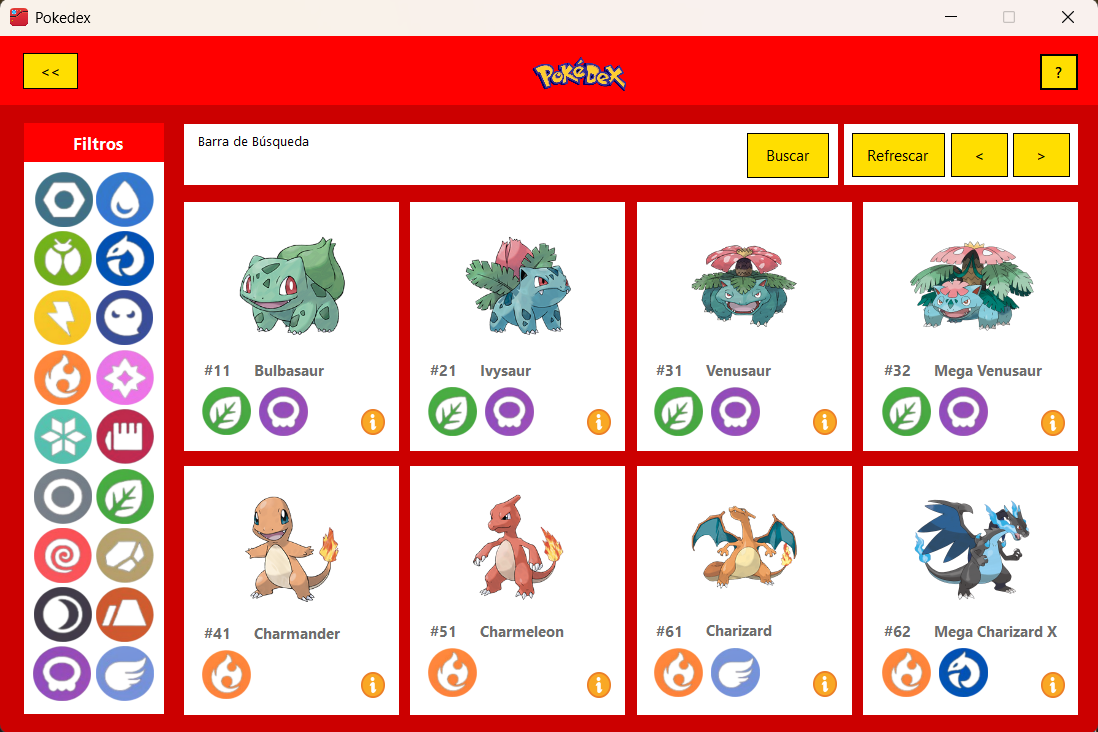 Pokedex
<<
POKéDEX
?
Filtros
Barra de Búsqueda
Buscar
Refrescar
<
>
#11 Bulbasaur
#21 Ivysaur
#31 Venusaur
#32 Mega Venusaur
#41 Charmander
#51 Charmeleon
#61 Charizard
#62 Mega Charizard X